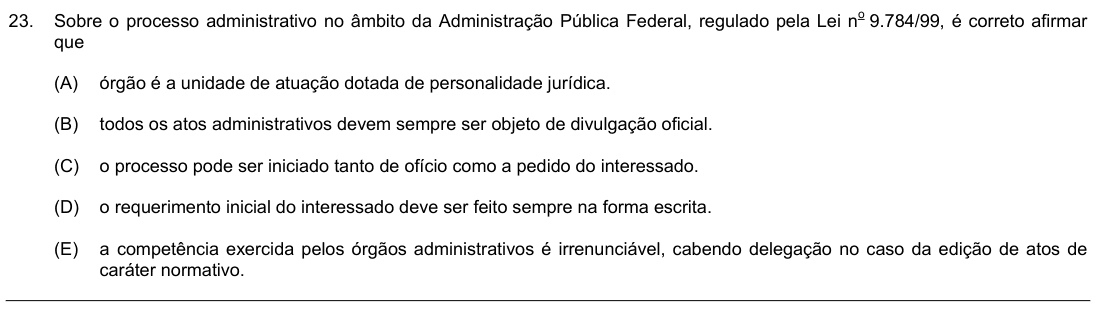 23. Sobre o processo administrativo no âmbito da Administração Pública Federal, regulado pela Lei nº 9.784/99, é correto afirmar
que
(A) órgão é a unidade de atuação dotada de personalidade jurídica.
(B) todos os atos administrativos devem sempre ser objeto de divulgação oficial.
(C) o processo pode ser iniciado tanto de ofício como a pedido do interessado.
(D) o requerimento inicial do interessado deve ser feito sempre na forma escrita.
(E) a competência exercida pelos órgãos administrativos é irrenunciável, cabendo delegação no caso da edição de atos de
caráter normativo.